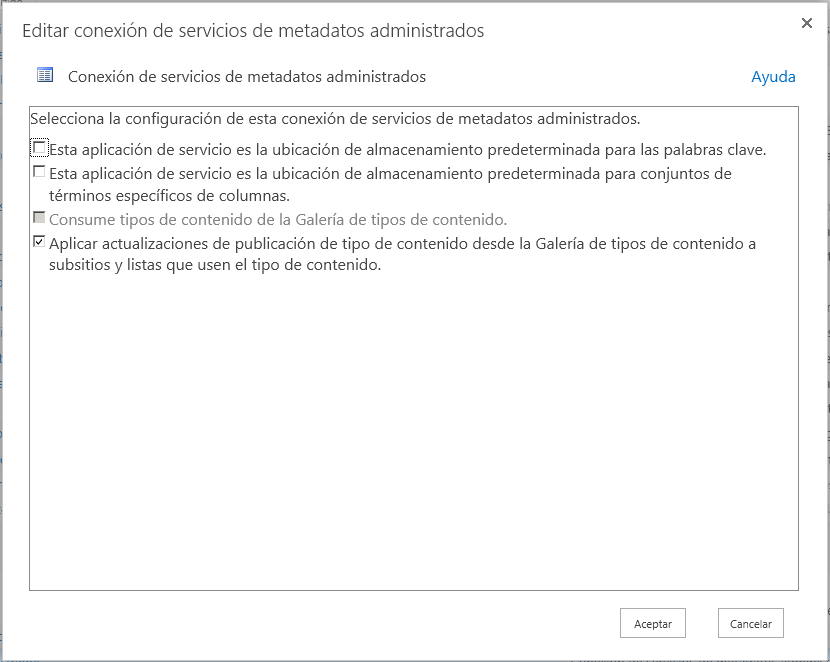 Editar conexión de servicios de metadatos administrados
Conexión de servicios de metadatos administrados
Ayuda
Selecciona la configuración de esta conexión de servicios de metadatos administrados.
Esta aplicación de servicio es la ubicación de almacenamiento predeterminada para las palabras clave.
Esta aplicación de servicio es la ubicación de almacenamiento predeterminada para conjuntos de
términos específicos de columnas.
Consume tipos de contenido de la Galería de tipos de contenido.
Aplicar actualizaciones de publicación de tipo de contenido desde la Galería de tipos de contenido a
subsitios y listas que usen el tipo de contenido.
Aceptar
Cancelar